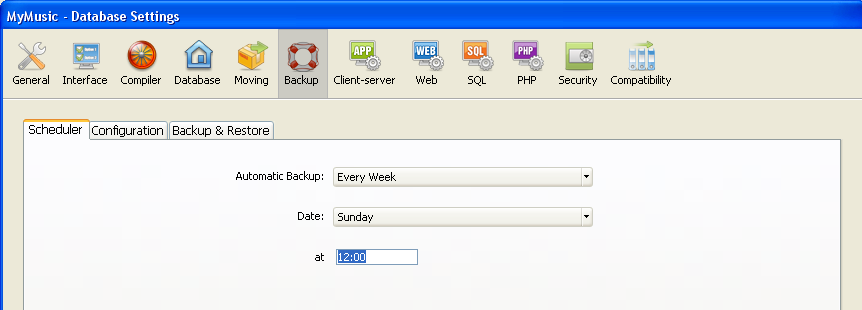 MyMusic - Database Settings
General Interface Compiler Database Moving Backup Client-server Web SQL PHP Security Compatibility
APP WEB SQL PHP
Scheduler Configuration Backup & Restore
Automatic Backup: Every Week
Date: Sunday
at 12:00